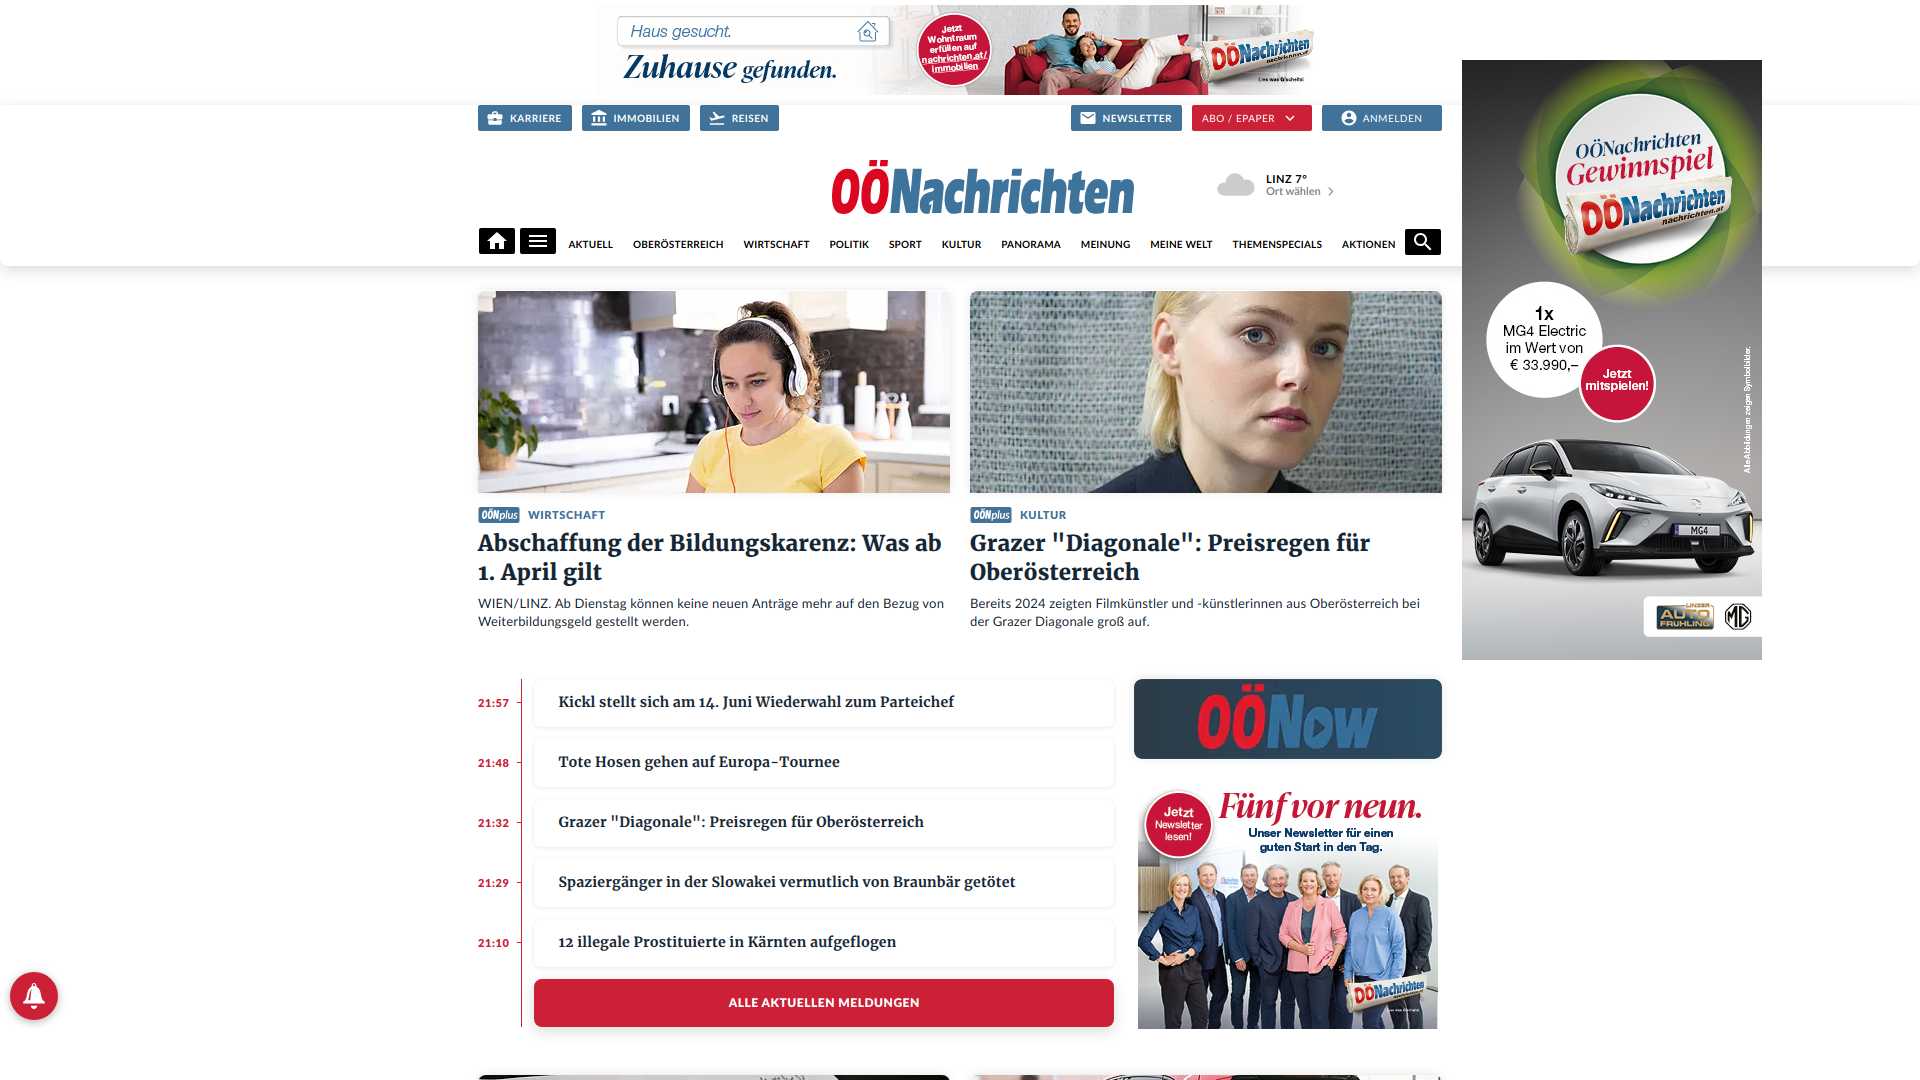 Haus gesucht.
Zuhause gefunden.
Jetzt
Wohntraum
erfüllen auf
nachrichten.at/
immobilien
OÖNachrichten
nachrichten.at
Lies was G'scheits!
KARRIERE
IMMOBILIEN
REISEN
NEWSLETTER
ABO / EPAPER
ANMELDEN
OÖNachrichten
LINZ 7°
Ort wählen
AKTUELL
OBERÖSTERREICH
WIRTSCHAFT
POLITIK
SPORT
KULTUR
PANORAMA
MEINUNG
MEINE WELT
THEMENSPECIALS
AKTIONEN
OÖNachrichten
Gewinnspiel
OÖNachrichten
nachrichten.at
1x
MG4 Electric
im Wert von
€ 33.990,–
Jetzt
mitspielen!
Alle Abbildungen zeigen Symbolbilder.
MG4
LINZER
AUTO
FRÜHLING
MG
OÖNplus WIRTSCHAFT
Abschaffung der Bildungskarenz: Was ab
1. April gilt
WIEN/LINZ. Ab Dienstag können keine neuen Anträge mehr auf den Bezug von
Weiterbildungsgeld gestellt werden.
OÖNplus KULTUR
Grazer "Diagonale": Preisregen für
Oberösterreich
Bereits 2024 zeigten Filmkünstler und -künstlerinnen aus Oberösterreich bei
der Grazer Diagonale groß auf.
21:57 Kickl stellt sich am 14. Juni Wiederwahl zum Parteichef
21:48 Tote Hosen gehen auf Europa-Tournee
21:32 Grazer "Diagonale": Preisregen für Oberösterreich
21:29 Spaziergänger in der Slowakei vermutlich von Braunbär getötet
21:10 12 illegale Prostituierte in Kärnten aufgeflogen
ALLE AKTUELLEN MELDUNGEN
OÖNow
Jetzt
Newsletter
lesen!
Fünf vor neun.
Unser Newsletter für einen
guten Start in den Tag.
OÖNachrichten